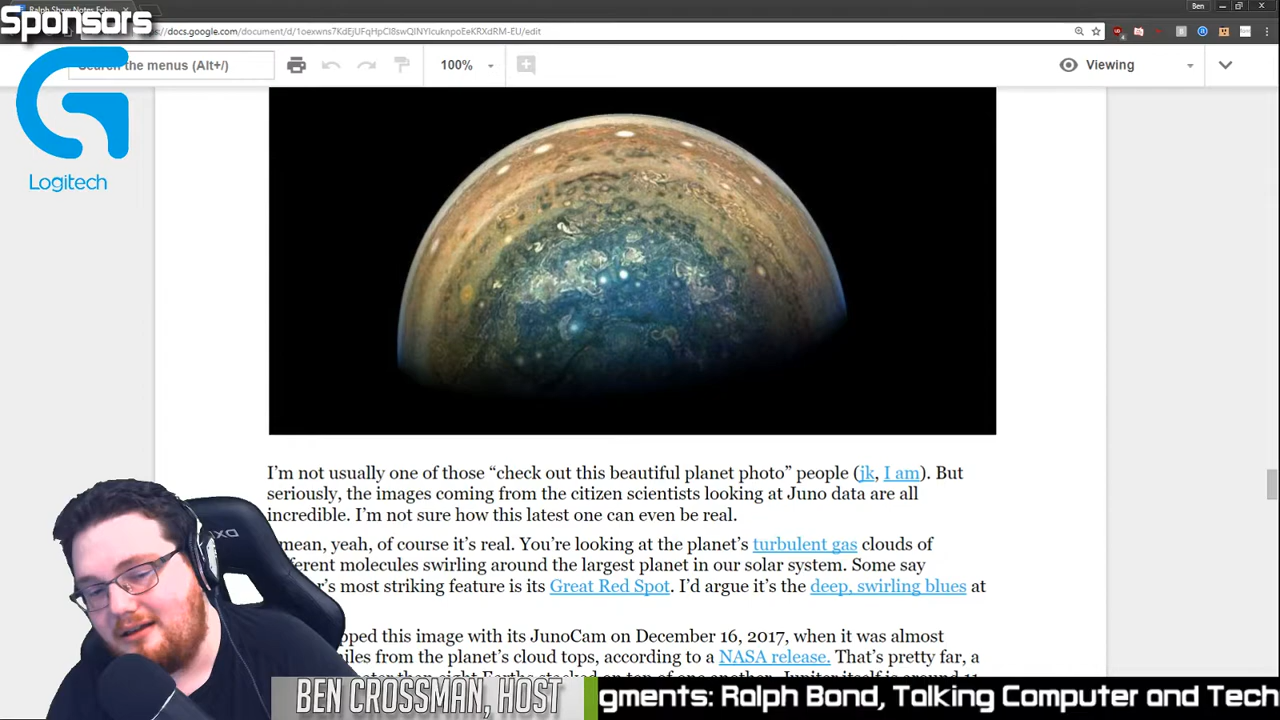 Sponsors
Ralph Show Notes
Ben
docs.google.com/document/d/1oexwns7KdEjUFqHpCl8swQlNYlcuknpoEeKRXdRM-EU/edit
Search the menus (Alt+/)
100%
Viewing
Logitech
I'm not usually one of those “check out this beautiful planet photo” people (jk, I am). But
seriously, the images coming from the citizen scientists looking at Juno data are all
incredible. I'm not sure how this latest one can even be real.
mean, yeah, of course it's real. You're looking at the planet's turbulent gas clouds of
ferent molecules swirling around the largest planet in our solar system. Some say
r's most striking feature is its Great Red Spot. I'd argue it's the deep, swirling blues at
pped this image with its JunoCam on December 16, 2017, when it was almost
iles from the planet's cloud tops, according to a NASA release. That's pretty far, a
BEN CROSSMAN, HOST
gments: Ralph Bond, Talking Computer and Tech